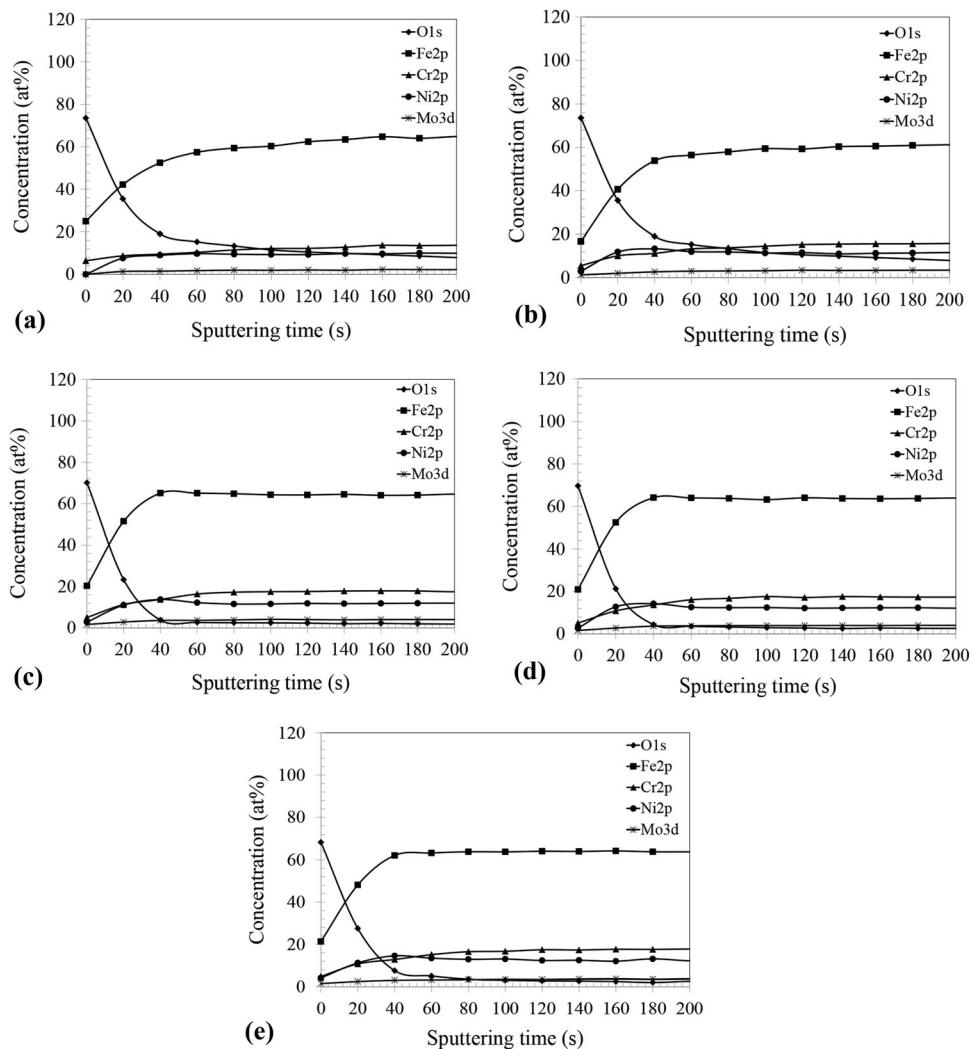 120
100
80
60
40
20
0
Concentration (at%)
O1s
Fe2p
Cr2p
Ni2p
Mo3d
0 20 40 60 80 100 120 140 160 180 200
Sputtering time (s)
(a)
120
100
80
60
40
20
0
Concentration (at%)
O1s
Fe2p
Cr2p
Ni2p
Mo3d
0 20 40 60 80 100 120 140 160 180 200
Sputtering time (s)
(b)
120
100
80
60
40
20
0
Concentration (at%)
O1s
Fe2p
Cr2p
Ni2p
Mo3d
0 20 40 60 80 100 120 140 160 180 200
Sputtering time (s)
(c)
120
100
80
60
40
20
0
Concentration (at%)
O1s
Fe2p
Cr2p
Ni2p
Mo3d
0 20 40 60 80 100 120 140 160 180 200
Sputtering time (s)
(d)
120
100
80
60
40
20
0
Concentration (at%)
O1s
Fe2p
Cr2p
Ni2p
Mo3d
0 20 40 60 80 100 120 140 160 180 200
Sputtering time (s)
(e)